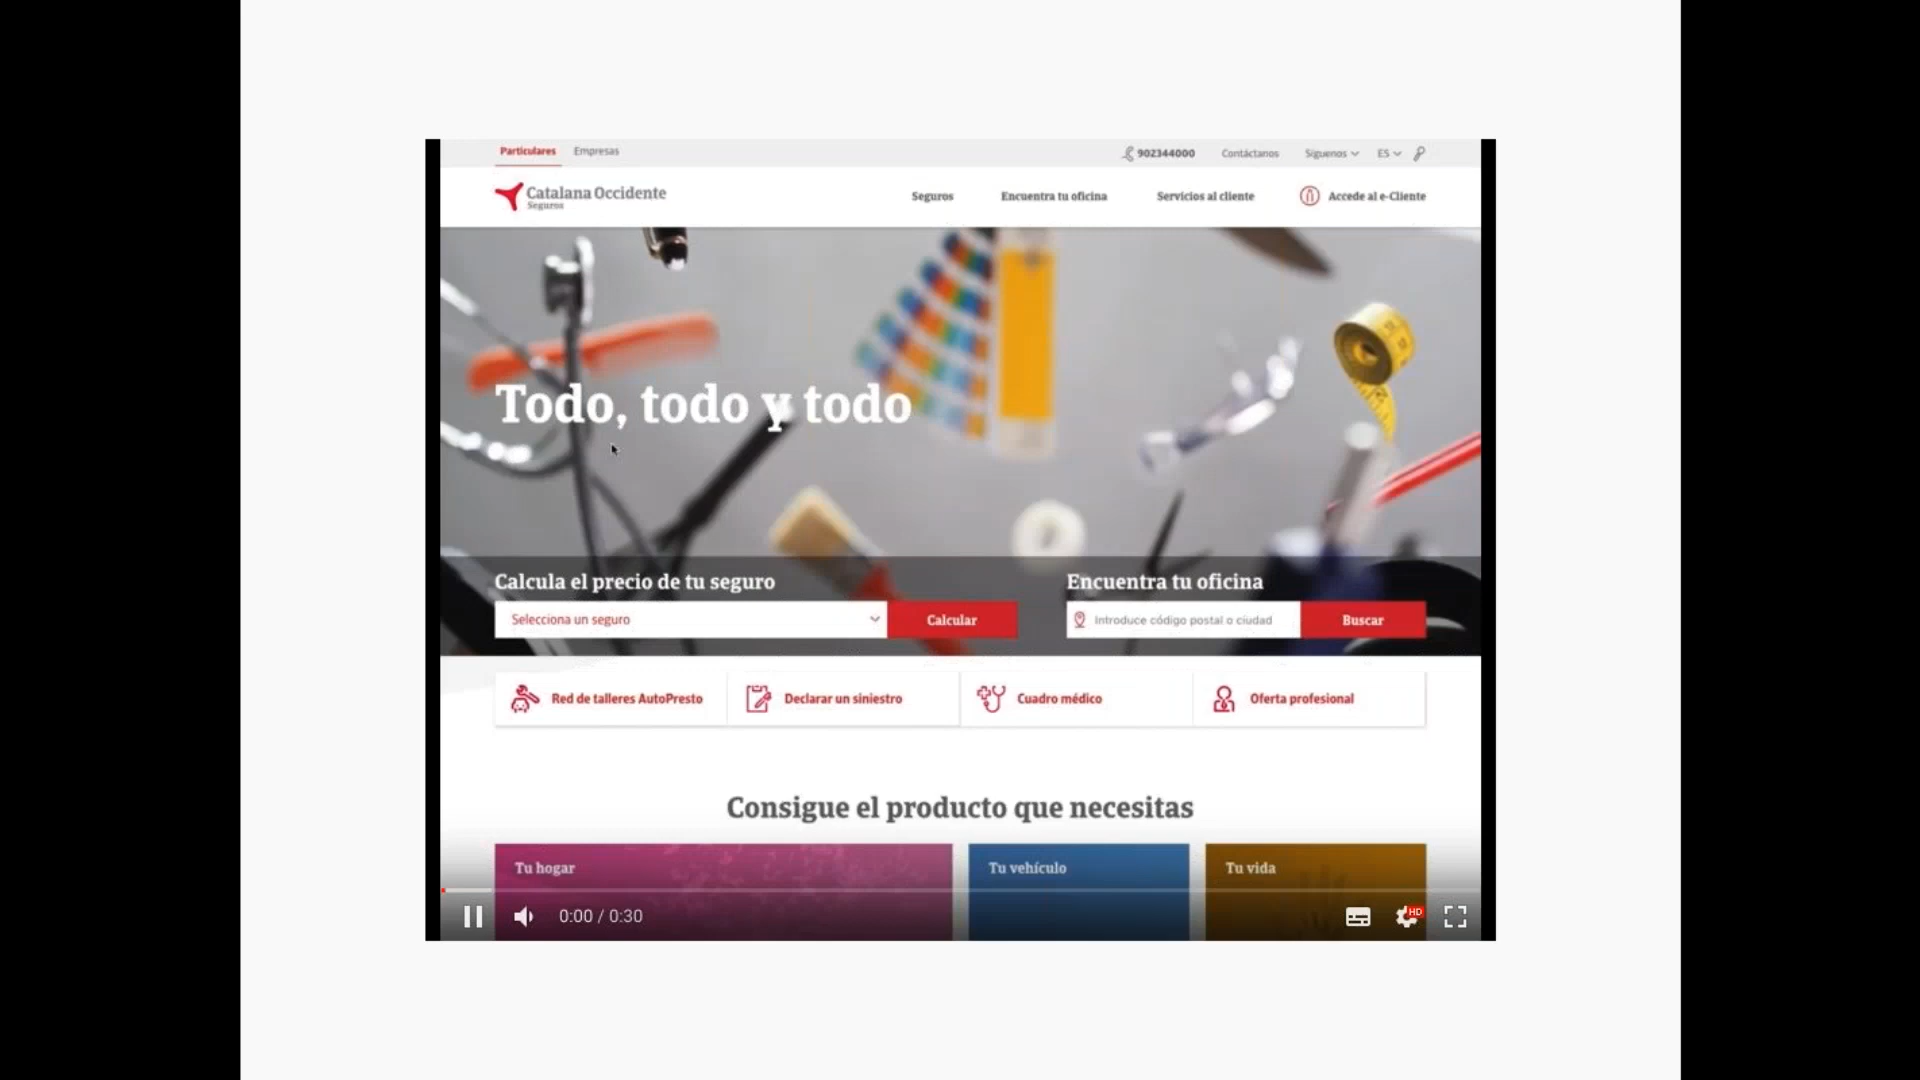 Particulares Empresas 902344000 Contáctanos Síguenos ES
Catalana Occidente
Seguros
Seguros Encuentra tu oficina Servicios al cliente Accede al e-Cliente
Todo, todo y todo
Calcula el precio de tu seguro Encuentra tu oficina
Selecciona un seguro Calcular Introduce código postal o ciudad Buscar
Red de talleres AutoPresto Declarar un siniestro Cuadro médico Oferta profesional
Consigue el producto que necesitas
Tu hogar Tu vehículo Tu vida
0:00 / 0:30 HD